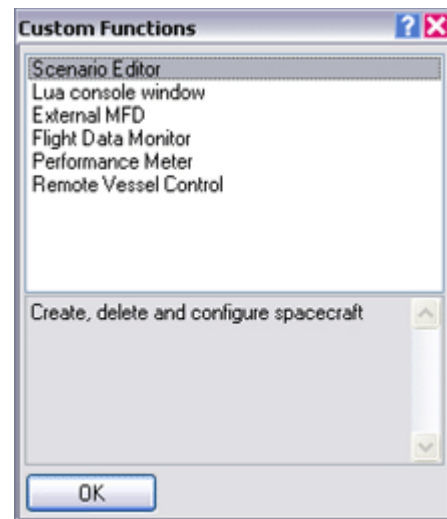 Custom Functions
Scenario Editor
Lua console window
External MFD
Flight Data Monitor
Performance Meter
Remote Vessel Control
Create, delete and configure spacecraft
OK